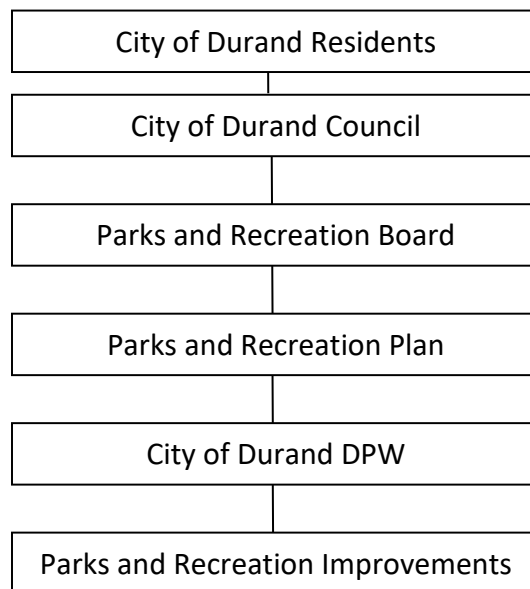 City of Durand Residents
City of Durand Council
Parks and Recreation Board
Parks and Recreation Plan
City of Durand DPW
Parks and Recreation Improvements